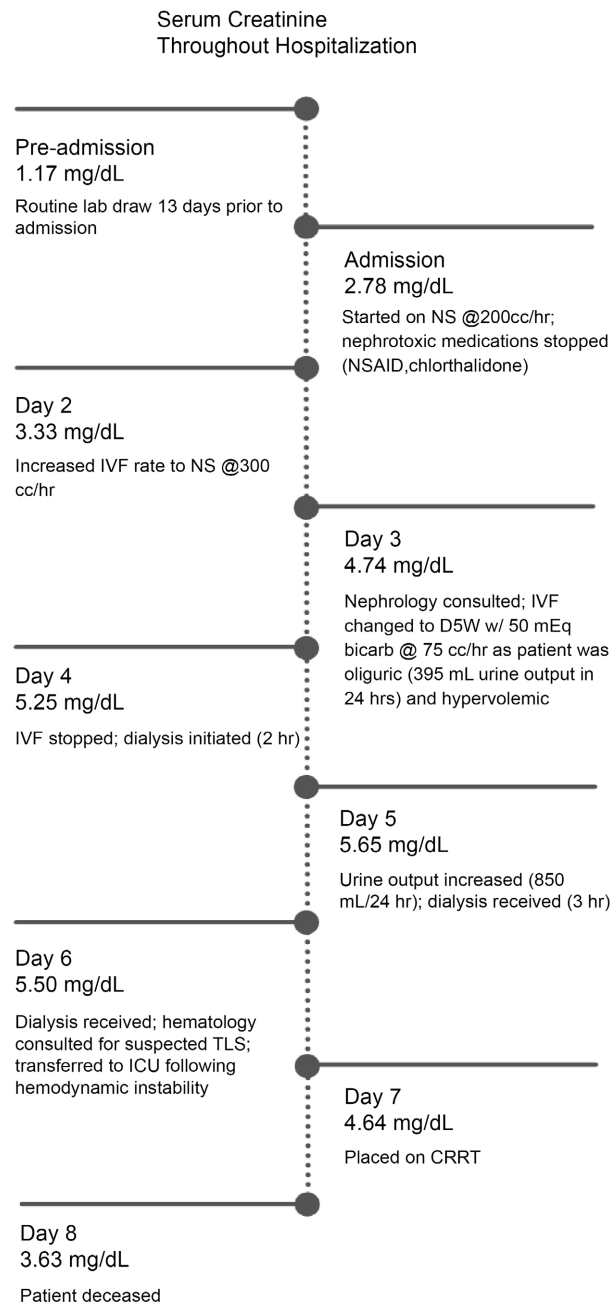 Serum Creatinine
Throughout Hospitalization
Pre-admission
1.17 mg/dL
Routine lab draw 13 days prior to
admission
Admission
2.78 mg/dL
Started on NS @200cc/hr;
nephrotoxic medications stopped
(NSAID,chlorthalidone)
Day 2
3.33 mg/dL
Increased IVF rate to NS @300
cc/hr
Day 3
4.74 mg/dL
Nephrology consulted; IVF
changed to D5W w/ 50 mEq
bicarb @ 75 cc/hr as patient was
oliguric (395 mL urine output in
24 hrs) and hypervolemic
Day 4
5.25 mg/dL
IVF stopped; dialysis initiated (2 hr)
Day 5
5.65 mg/dL
Urine output increased (850
mL/24 hr); dialysis received (3 hr)
Day 6
5.50 mg/dL
Dialysis received; hematology
consulted for suspected TLS;
transferred to ICU following
hemodynamic instability
Day 7
4.64 mg/dL
Placed on CRRT
Day 8
3.63 mg/dL
Patient deceased